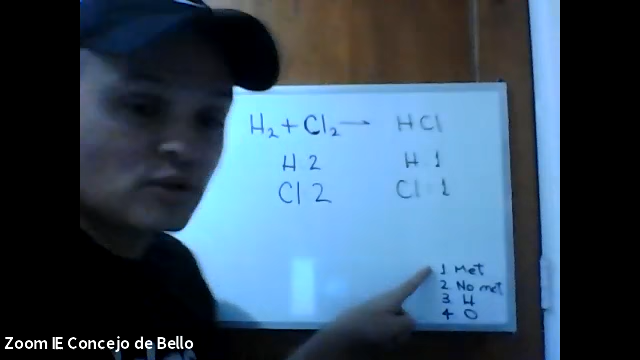 H₂ + Cl₂ → HCl
H 2 H 1
Cl 2 Cl 1
1 Met
2 No met
3 H
4 O
Zoom IE Concejo de Bello